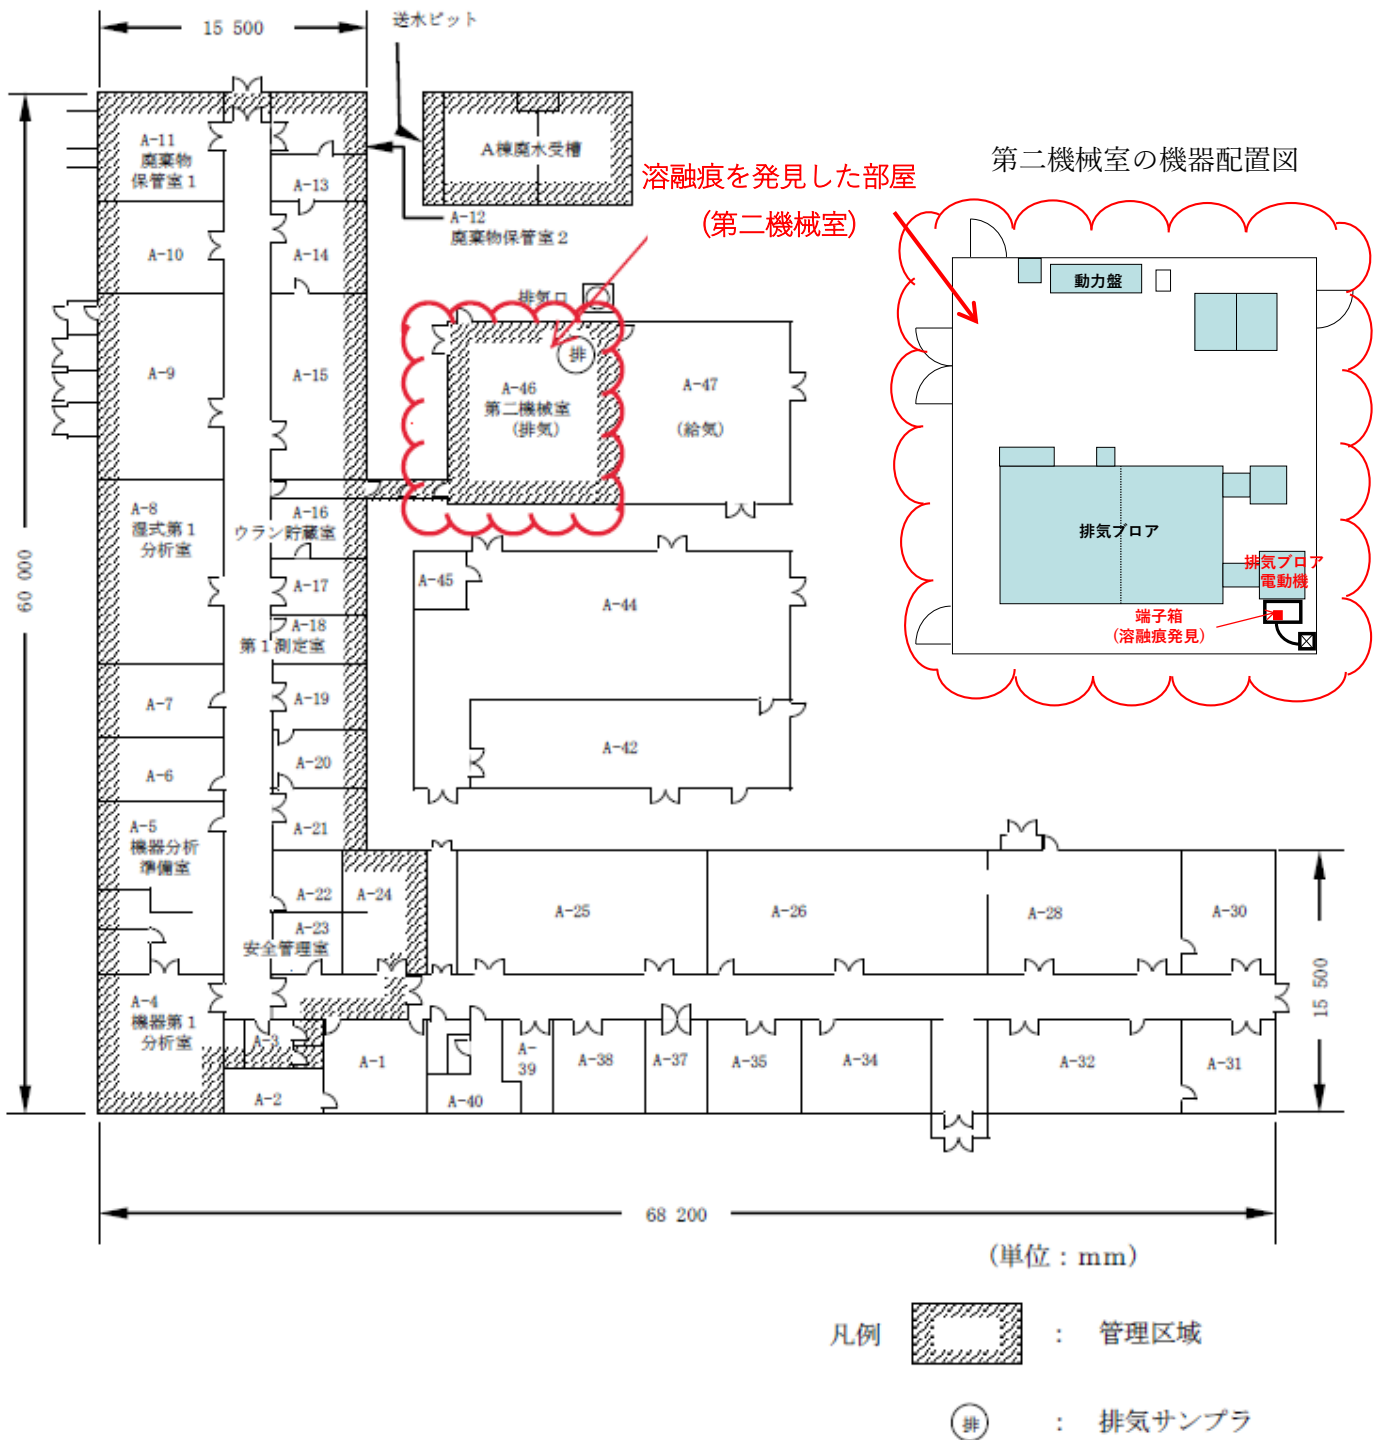 15 500
送水ピット
A-11
廃棄物
保管室1
A-13
A棟廃水受槽
溶融痕を発見した部屋
(第二機械室)
第二機械室の機器配置図
A-12
廃棄物保管室2
A-10
A-14
排気口
動力盤
A-9
A-15
排
A-46
第二機械室
(排気)
A-47
(給気)
A-8
湿式第1
分析室
A-16
ウラン貯蔵室
排気ブロア
排気ブロア
電動機
端子箱
(溶融痕発見)
60 000
A-17
A-45
A-44
A-18
第1測定室
A-7
A-19
A-42
A-6
A-20
A-5
機器分析
準備室
A-21
A-22
A-24
A-25
A-26
A-28
A-30
A-23
安全管理室
15 500
A-4
機器第1
分析室
A-3
A-1
A-2
A-40
A-
39
A-38
A-37
A-35
A-34
A-32
A-31
68 200
(単位：mm)
凡例
： 管理区域
排 ： 排気サンプラ